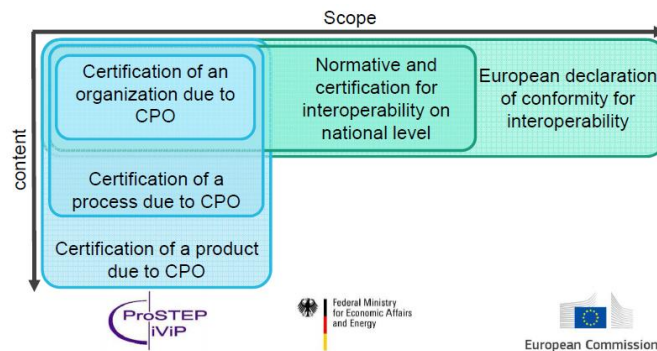 Scope
content
Certification of an
organization due to
CPO
Normative and
certification for
interoperability on
national level
European declaration
of conformity for
interoperability
Certification of a
process due to CPO
Certification of a product
due to CPO
ProSTEP
iViP
Federal Ministry
for Economic Affairs
and Energy
European Commission